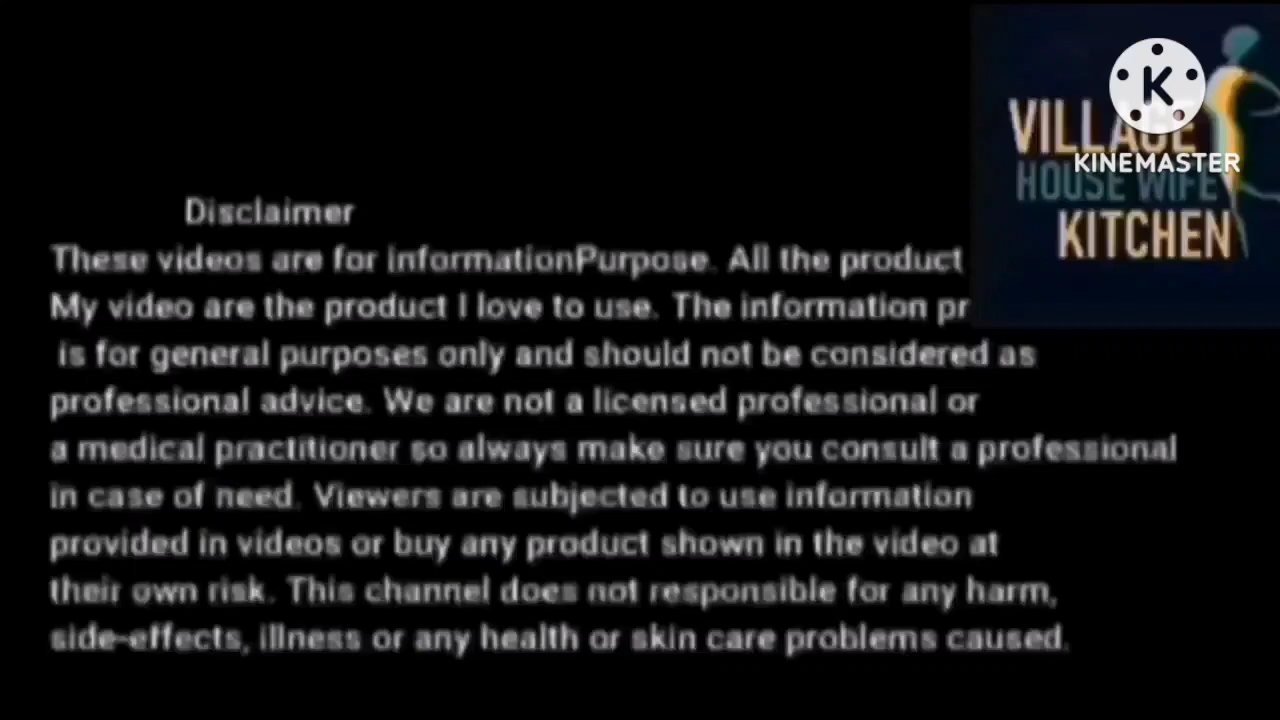 K
KINEMASTER
VILLAGE
HOUSE WIFE
KITCHEN
Disclaimer
These videos are for informationPurpose. All the product
My video are the product I love to use. The information pr
is for general purposes only and should not be considered as
professional advice. We are not a licensed professional or
a medical practitioner so always make sure you consult a professional
in case of need. Viewers are subjected to use information
provided in videos or buy any product shown in the video at
their own risk. This channel does not responsible for any harm,
side-effects, illness or any health or skin care problems caused.